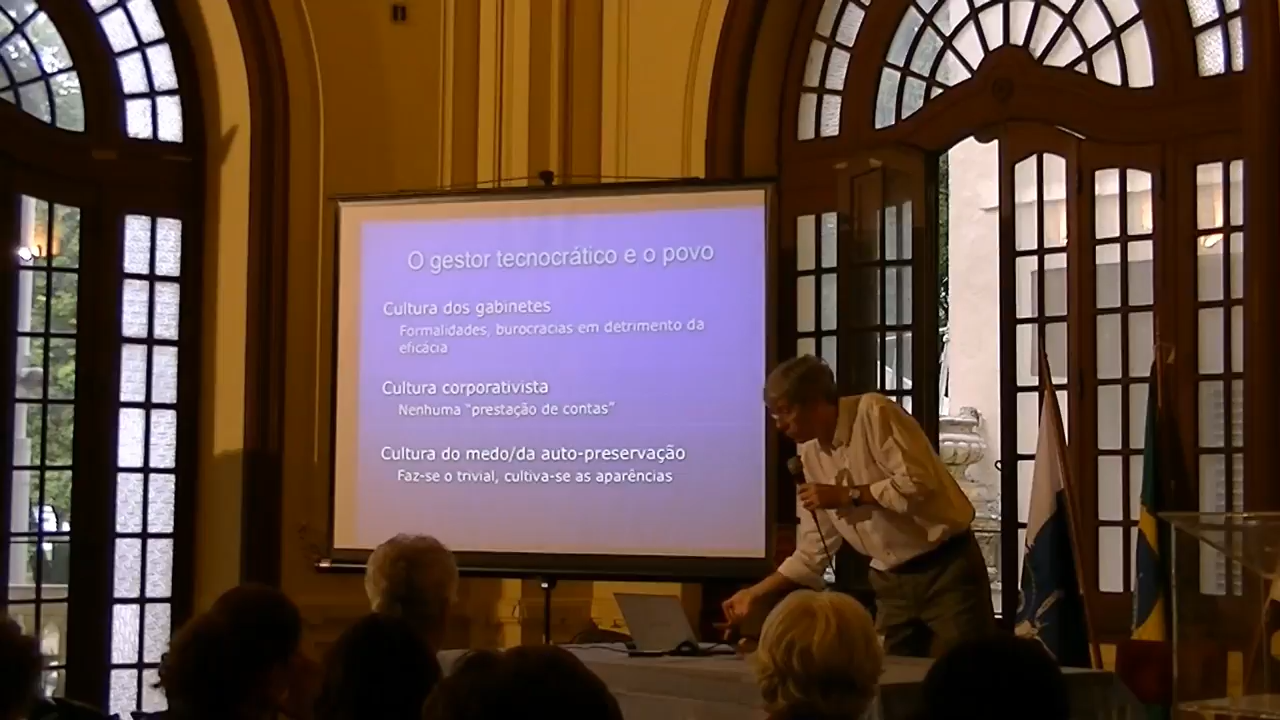 O gestor tecnocrático e o povo
Cultura dos gabinetes
Formalidades, burocracias em detrimento da
eficácia
Cultura corporativista
Nenhuma “prestação de contas”
Cultura do medo/da auto-preservação
Faz-se o trivial, cultiva-se as aparências